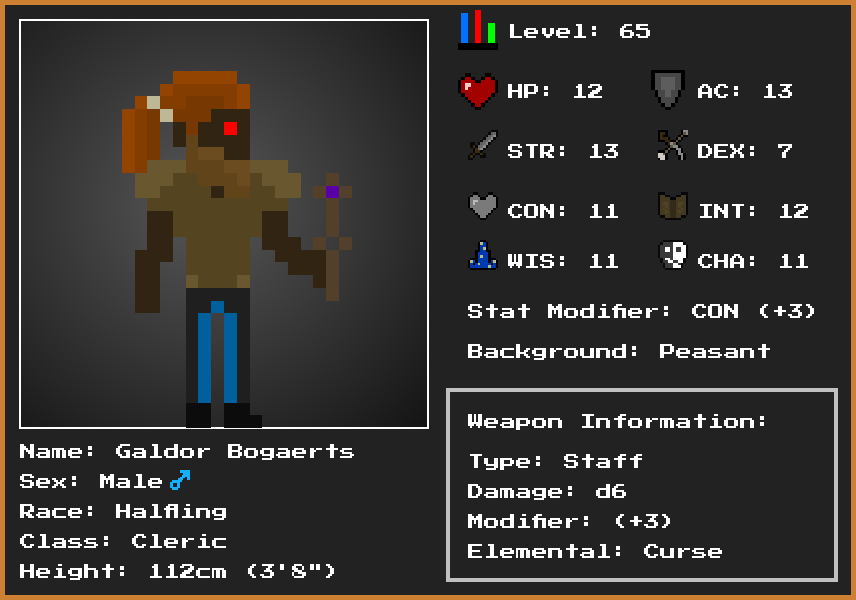 Level: 65
HP: 12
AC: 13
STR: 13
DEX: 7
CON: 11
INT: 12
WIS: 11
CHA: 11
Stat Modifier: CON (+3)
Background: Peasant
Weapon Information:
Type: Staff
Damage: d6
Modifier: (+3)
Elemental: Curse
Name: Galdor Bogaerts
Sex: Male♂
Race: Halfling
Class: Cleric
Height: 112cm (3'8")